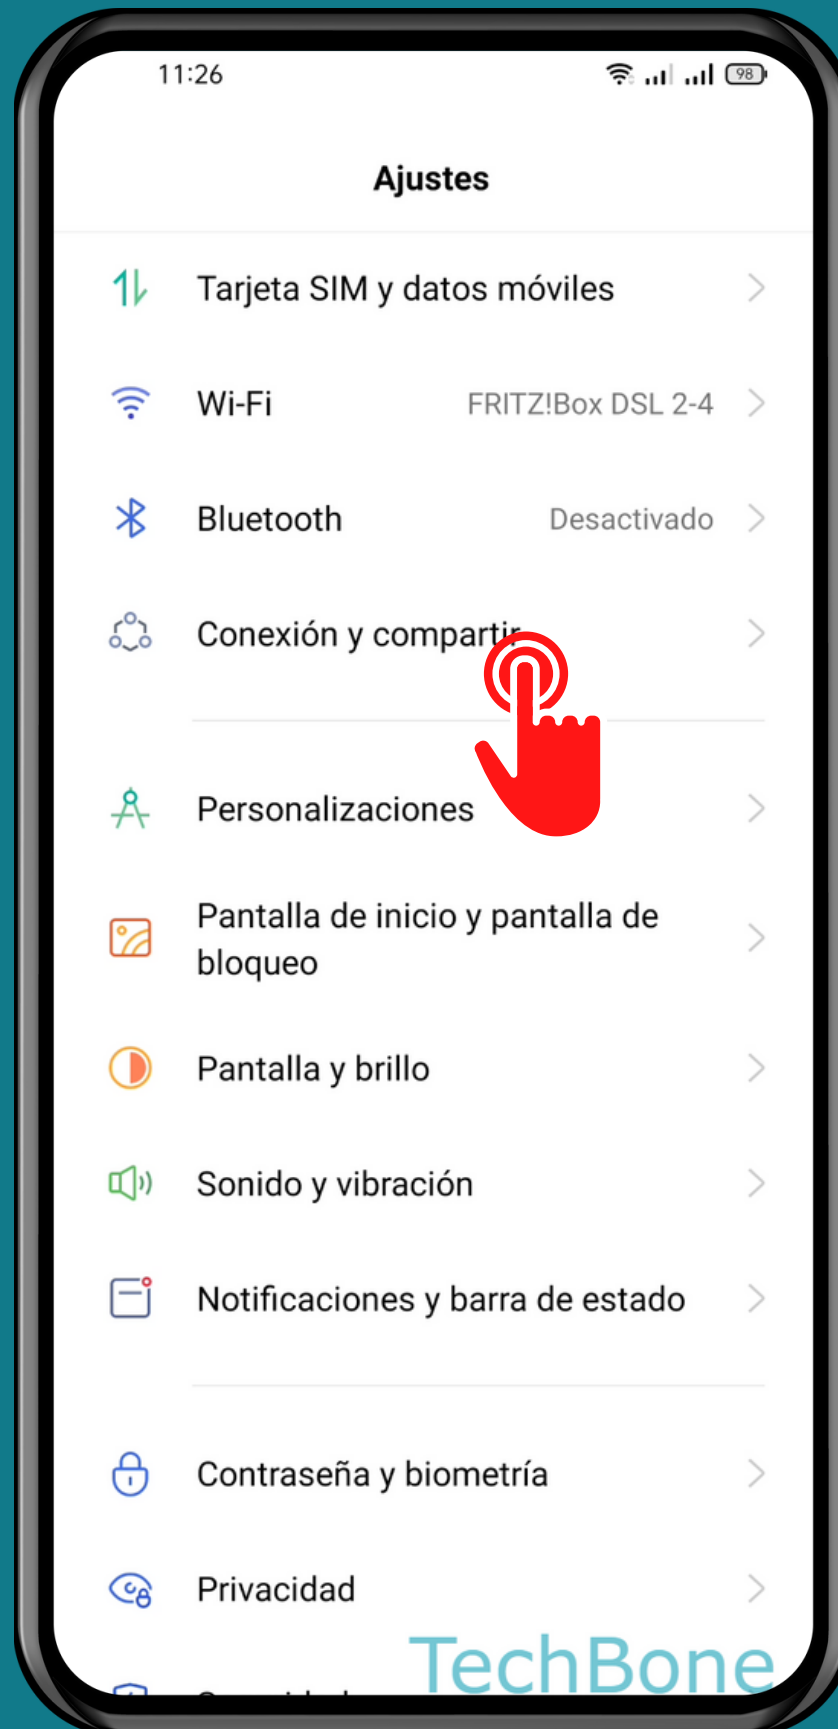 11:26
98
Ajustes
Tarjeta SIM y datos móviles
Wi-Fi
FRITZ!Box DSL 2-4
Bluetooth
Desactivado
Conexión y compartir
Personalizaciones
Pantalla de inicio y pantalla de
bloqueo
Pantalla y brillo
Sonido y vibración
Notificaciones y barra de estado
Contraseña y biometría
Privacidad
TechBone